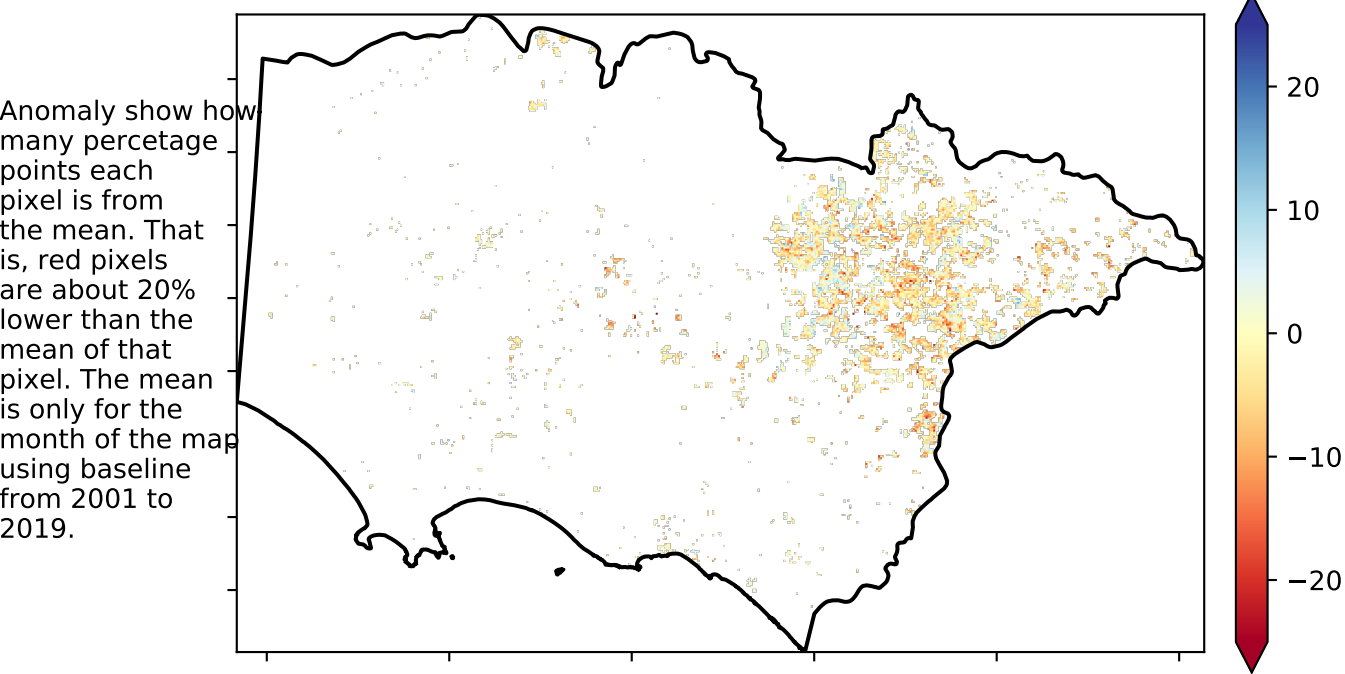 Anomaly show how
many percetage
points each
pixel is from
the mean. That
is, red pixels
are about 20%
lower than the
mean of that
pixel. The mean
is only for the
month of the map
using baseline
from 2001 to
2019.
20
10
0
−10
−20